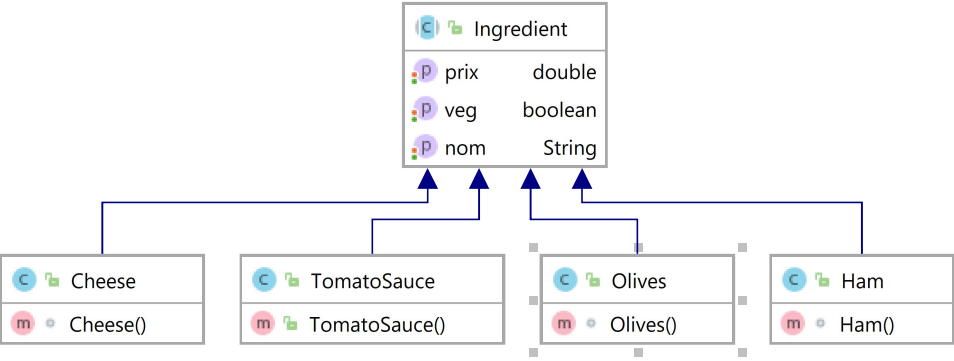 Ingredient
prix double
veg boolean
nom String
Cheese
Cheese()
TomatoSauce
TomatoSauce()
Olives
Olives()
Ham
Ham()